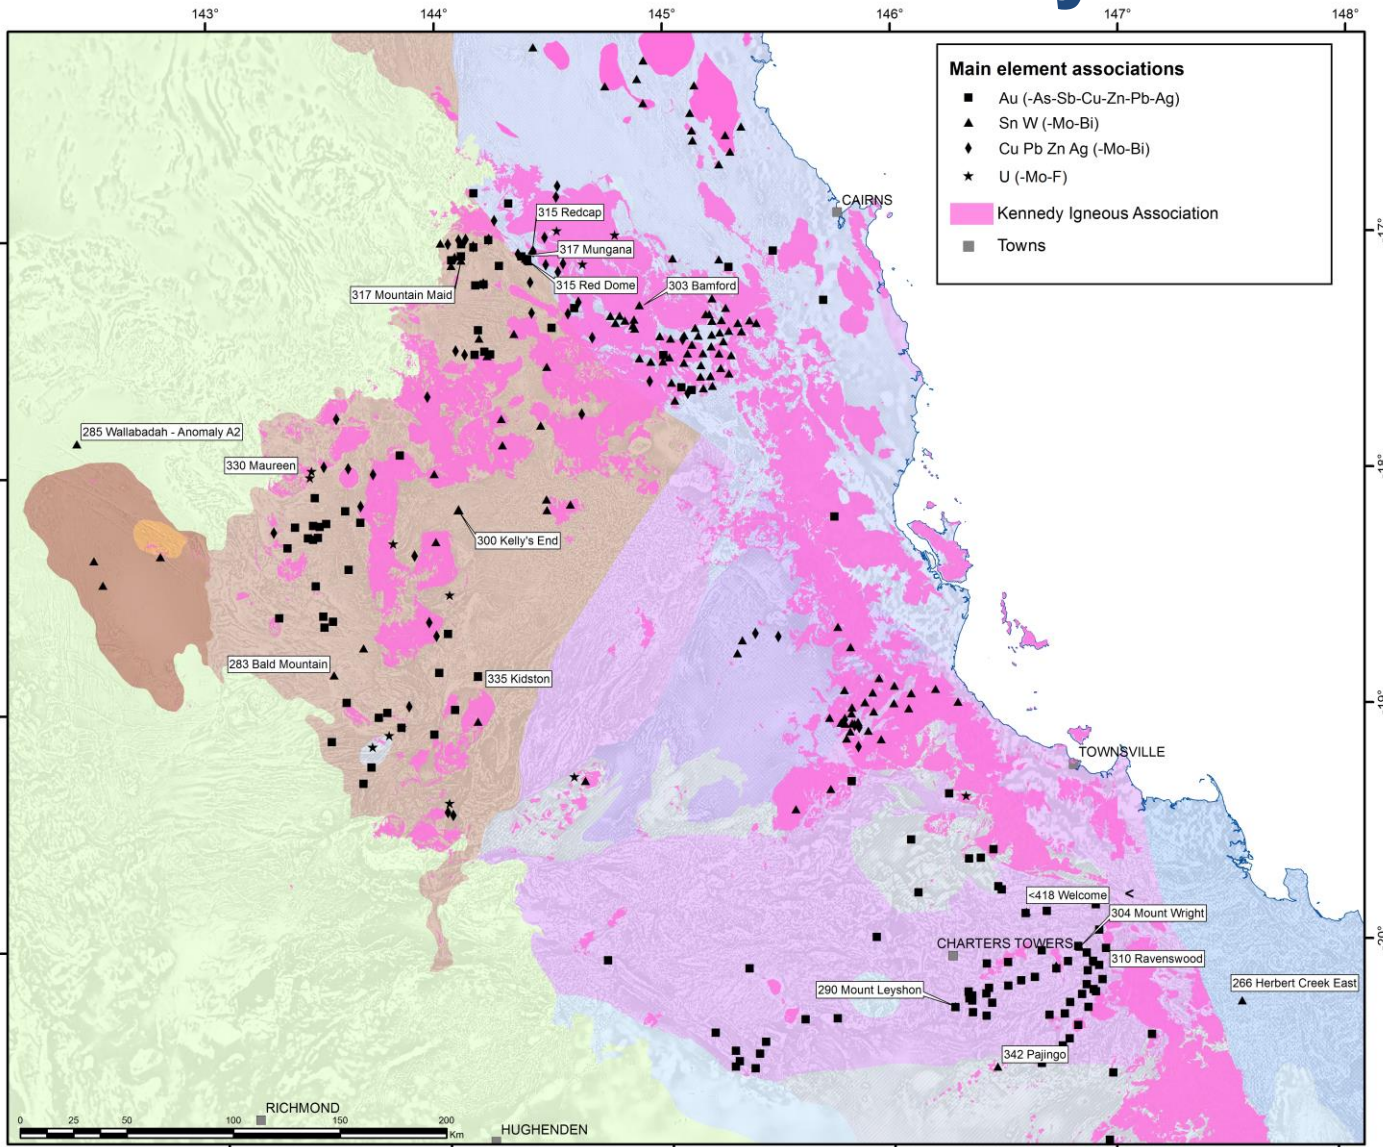 143° 144° 145° 146° 147° 148°
Main element associations
Au (-As-Sb-Cu-Zn-Pb-Ag)
Sn W (-Mo-Bi)
Cu Pb Zn Ag (-Mo-Bi)
U (-Mo-F)
Kennedy Igneous Association
Towns
CAIRNS
315 Redcap
-17°
317 Mungana
315 Red Dome
303 Bamford
317 Mountain Maid
285 Wallabadah - Anomaly A2
330 Maureen
-18°
300 Kelly's End
283 Bald Mountain
335 Kidston
-19°
TOWNSVILLE
<418 Welcome
<
304 Mount Wright
CHARTERS TOWERS
-20°
310 Ravenswood
290 Mount Leyshon
266 Herbert Creek East
342 Pajingo
RICHMOND
0 25 50 100 150 200
Km
HUGHENDEN